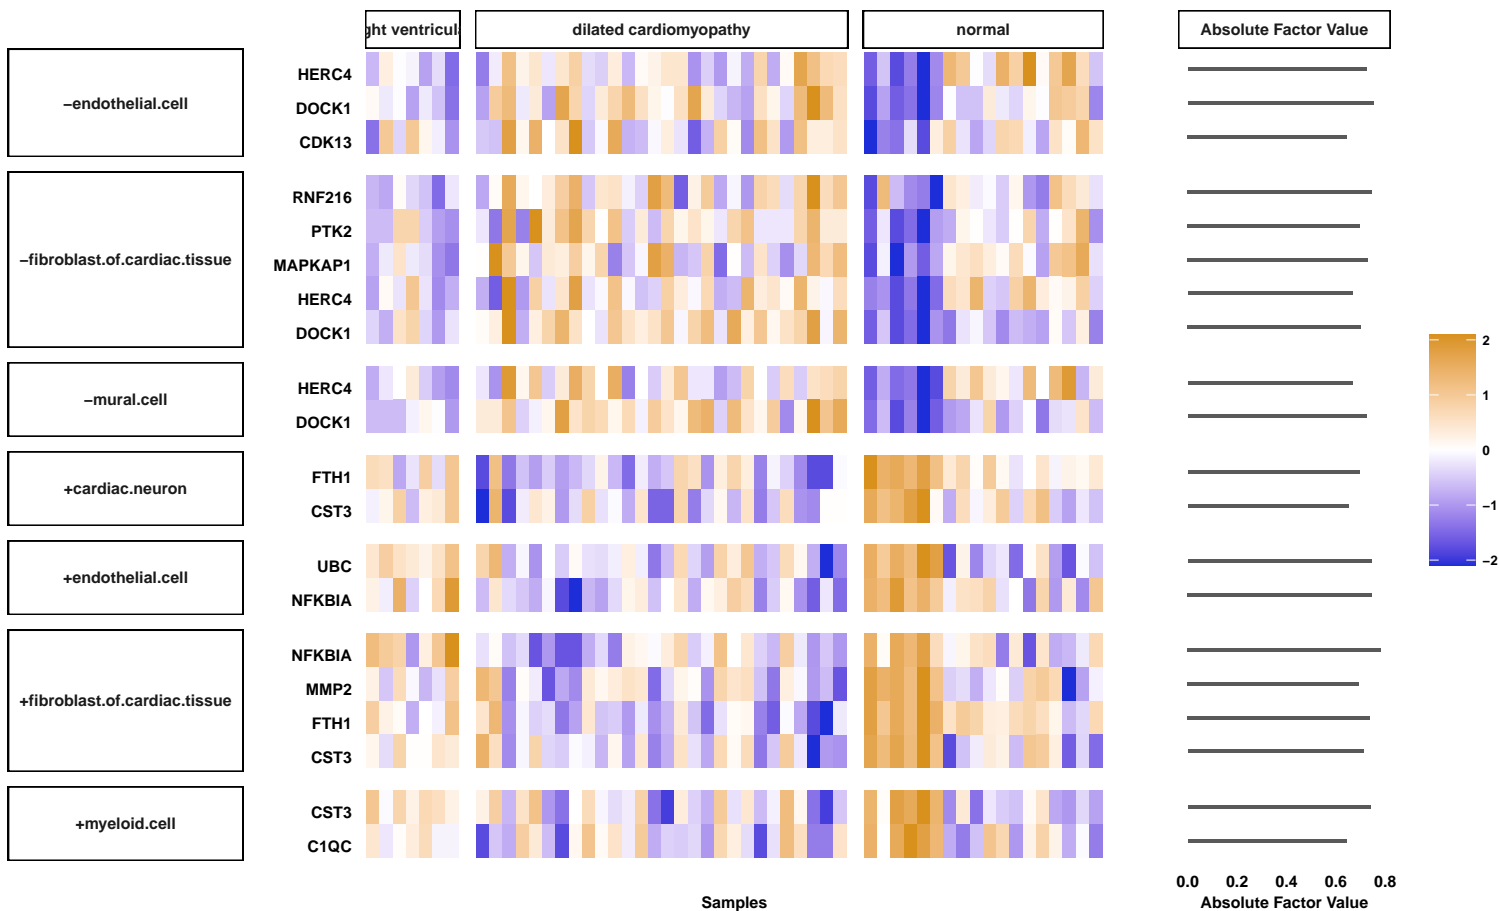 ght ventricula
dilated cardiomyopathy
normal
Absolute Factor Value
−endothelial.cell
HERC4
DOCK1
CDK13
−fibroblast.of.cardiac.tissue
RNF216
PTK2
MAPKAP1
HERC4
DOCK1
−mural.cell
HERC4
DOCK1
+cardiac.neuron
FTH1
CST3
+endothelial.cell
UBC
NFKBIA
+fibroblast.of.cardiac.tissue
NFKBIA
MMP2
FTH1
CST3
+myeloid.cell
CST3
C1QC
2
1
0
−1
−2
0.0 0.2 0.4 0.6 0.8
Samples
Absolute Factor Value